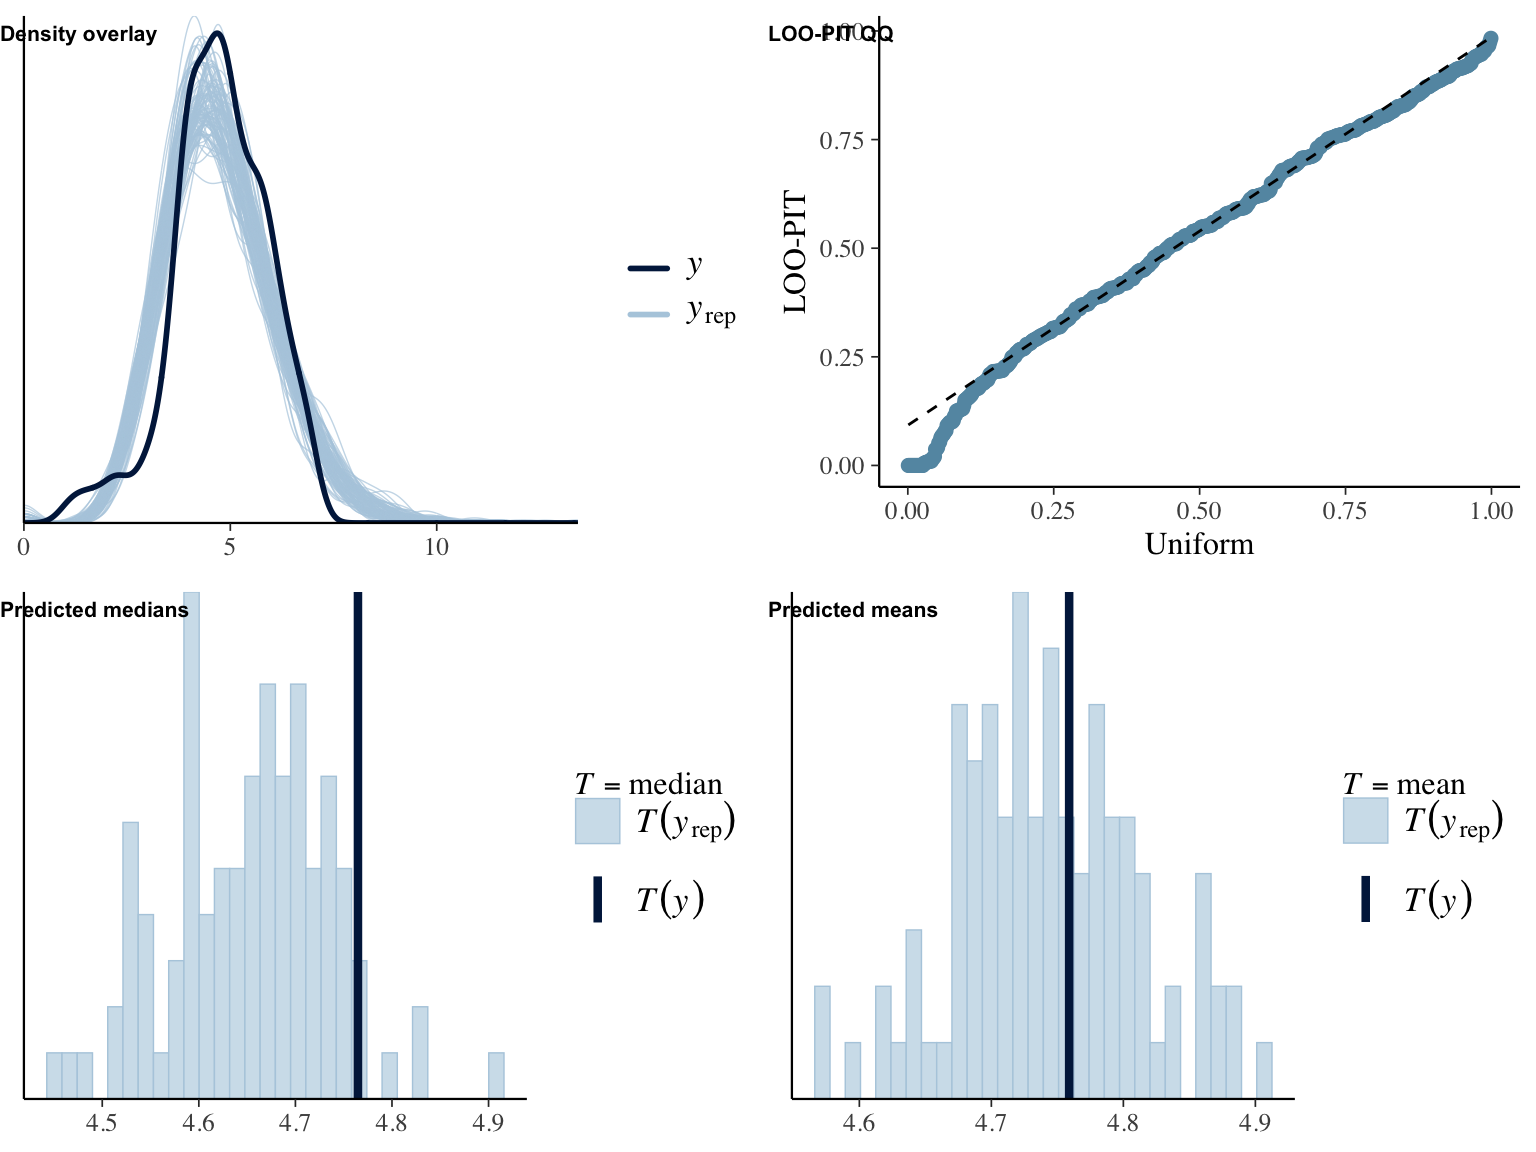 Density overlay
y
y rep
0 5 10
LOO-PIT QQ
1.00
0.75
0.50
0.25
0.00
LOO-PIT
0.00 0.25 0.50 0.75 1.00
Uniform
Predicted medians
T = median
T(y rep)
T(y)
4.5 4.6 4.7 4.8 4.9
Predicted means
T = mean
T(y rep)
T(y)
4.6 4.7 4.8 4.9